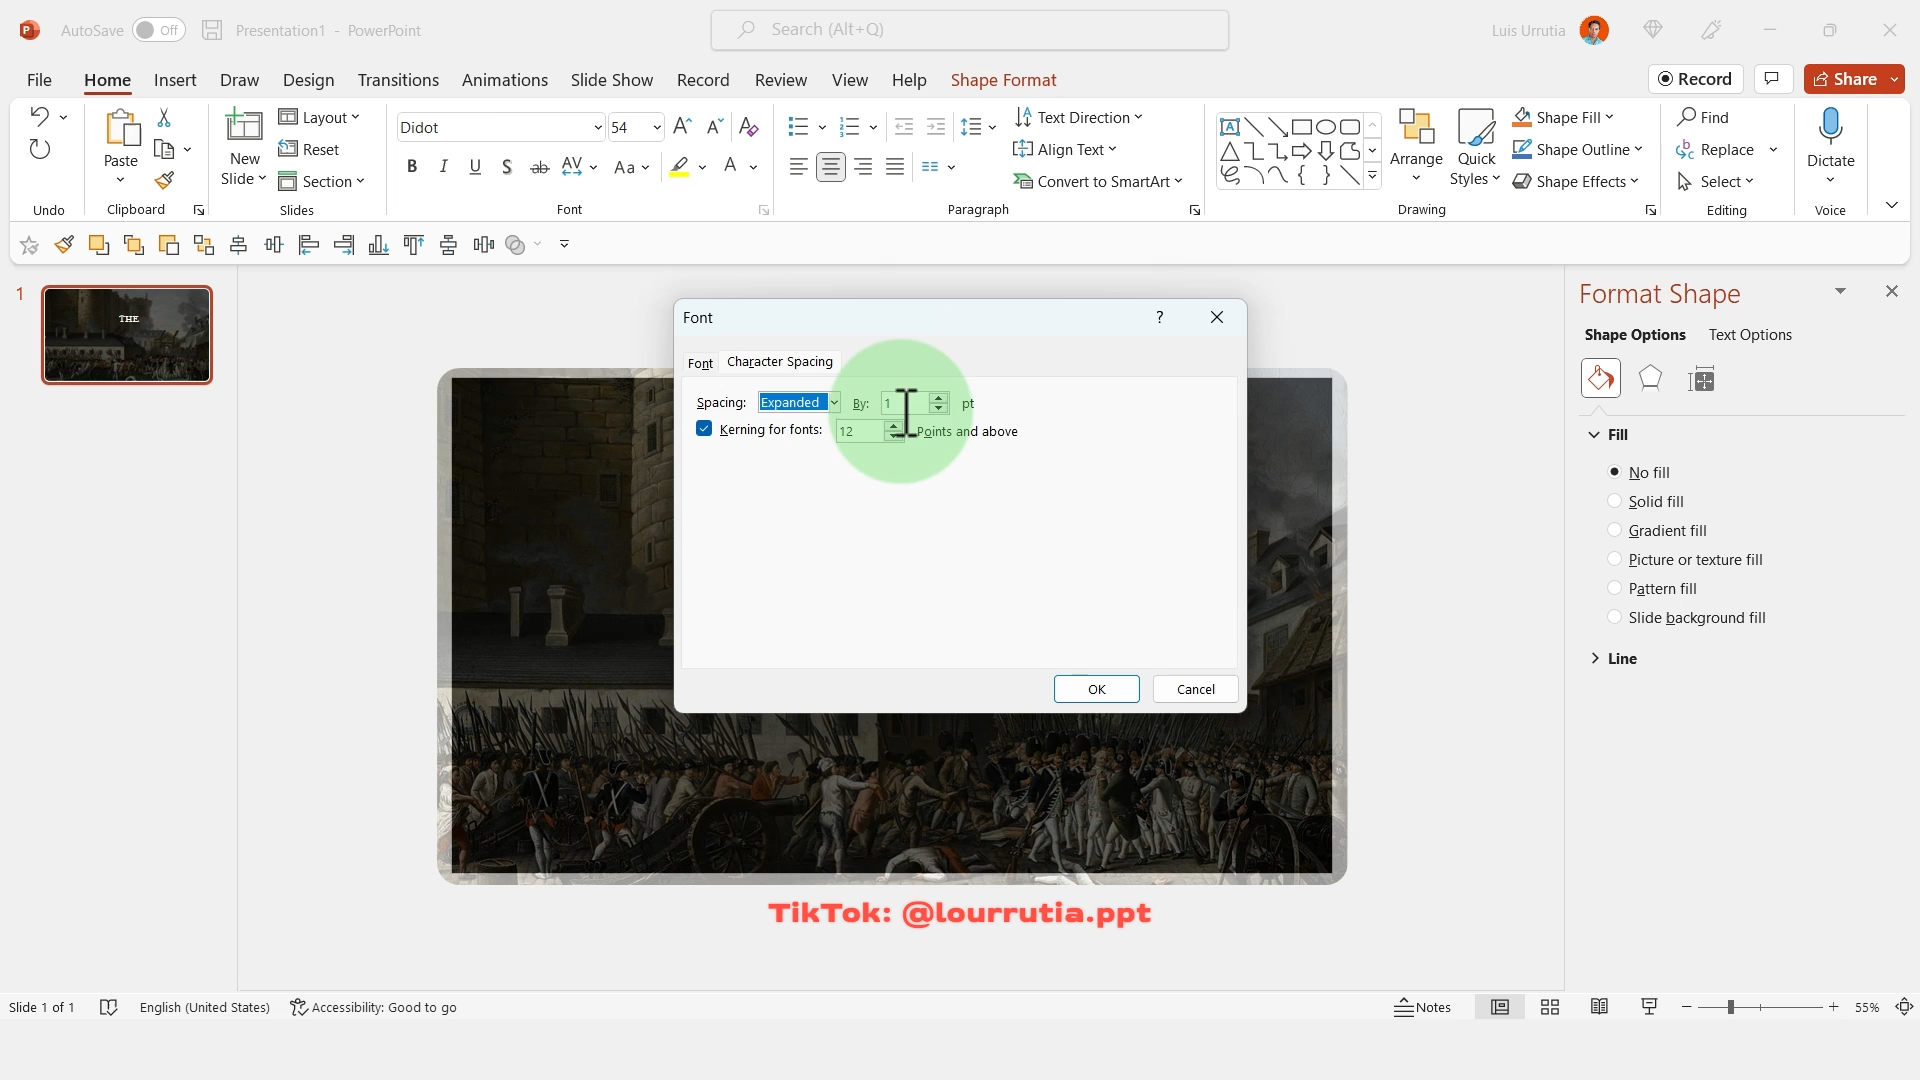 AutoSave Off Presentation1 - PowerPoint Search (Alt+Q) Luis Urrutia
File Home Insert Draw Design Transitions Animations Slide Show Record Review View Help Shape Format Record Share
Paste
New Slide
Layout
Reset
Section
Didot 54
B I U S ab AV Aa A
Text Direction
Align Text
Convert to SmartArt
Arrange
Quick Styles
Shape Fill
Shape Outline
Shape Effects
Find
Replace
Select
Dictate
Undo Clipboard Slides Font Paragraph Drawing Editing Voice
1
THE
Font ?
Font Character Spacing
Spacing: Expanded By: 1 pt
Kerning for fonts: 12 Points and above
OK Cancel
TikTok: @lourrutia.ppt
Format Shape
Shape Options Text Options
Fill
No fill
Solid fill
Gradient fill
Picture or texture fill
Pattern fill
Slide background fill
Line
Slide 1 of 1 English (United States) Accessibility: Good to go Notes 55%